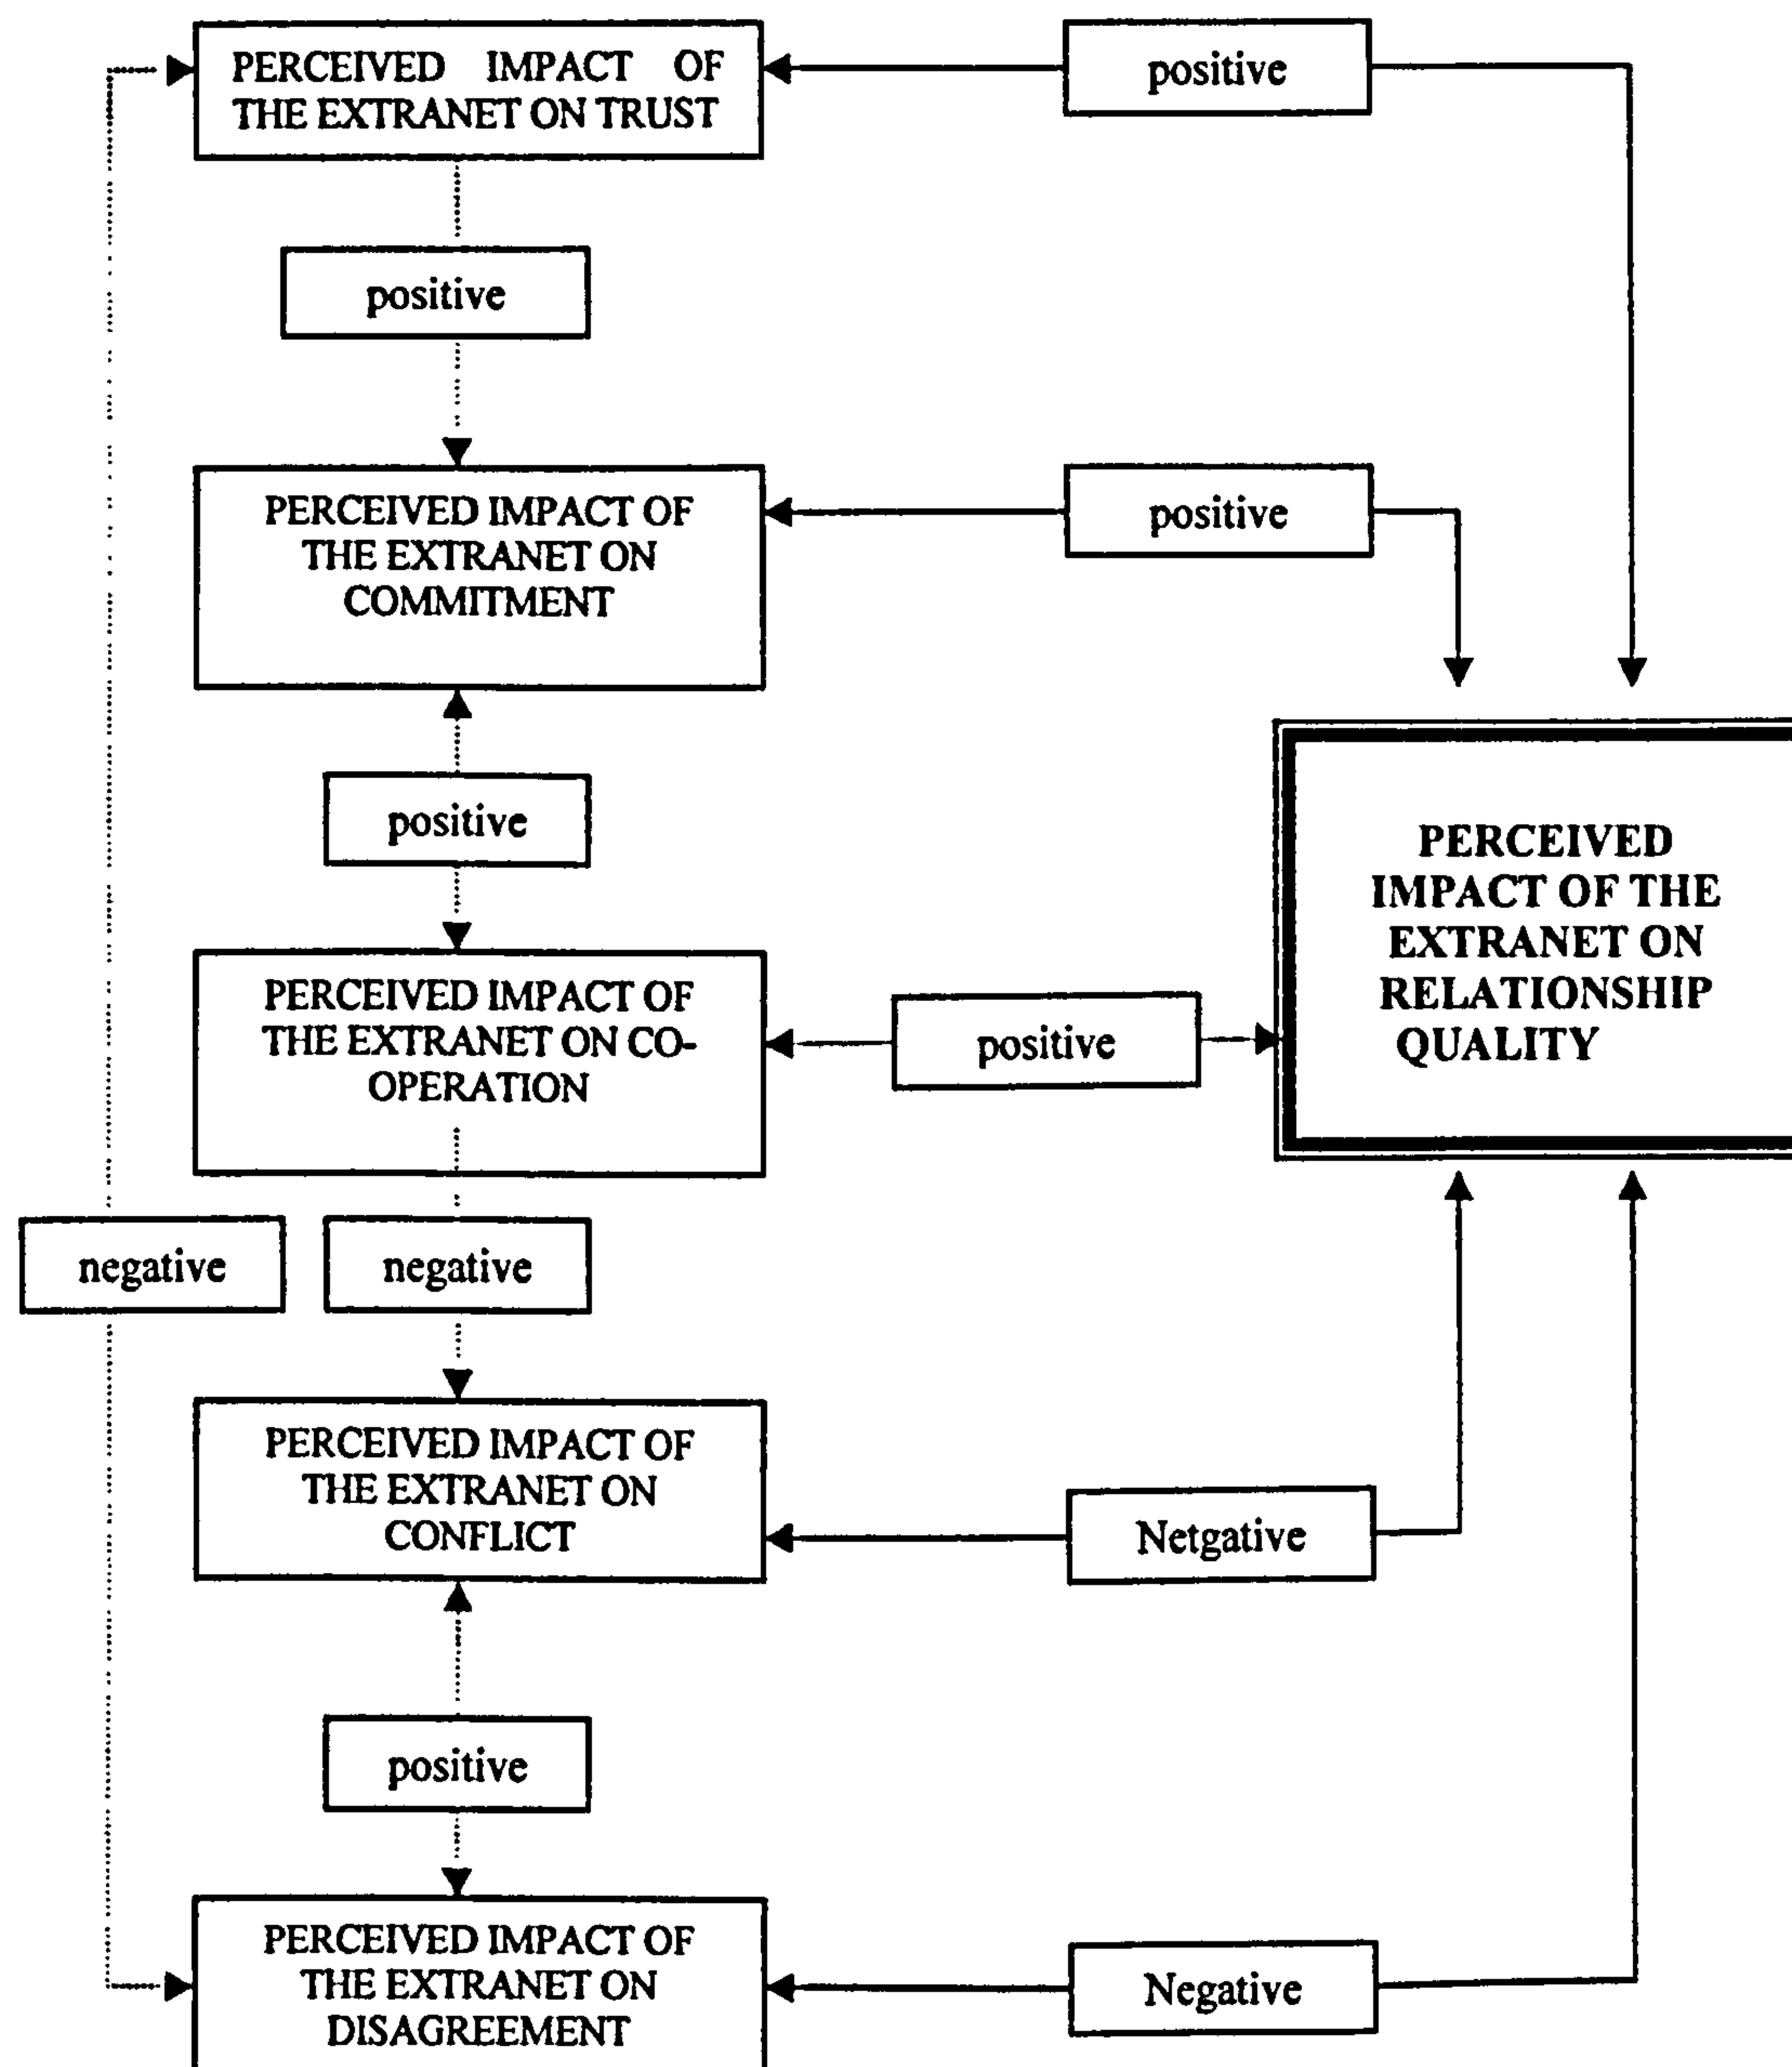 PERCEIVED IMPACT OF
THE EXTRANET ON TRUST
positive
positive
PERCEIVED IMPACT OF
THE EXTRANET ON
COMMITMENT
positive
positive
PERCEIVED IMPACT OF
THE EXTRANET ON CO-
OPERATION
positive
PERCEIVED
IMPACT OF THE
EXTRANET ON
RELATIONSHIP
QUALITY
negative
negative
PERCEIVED IMPACT OF
THE EXTRANET ON
CONFLICT
Netgative
positive
PERCEIVED IMPACT OF
THE EXTRANET ON
DISAGREEMENT
Negative